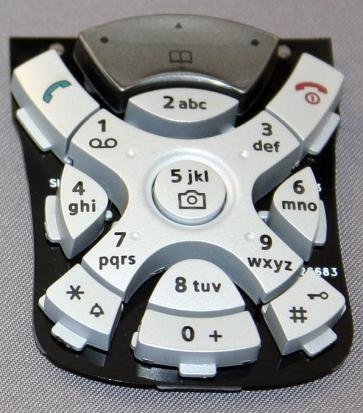 2 abc
1
3
def
5 jkl
4
ghi
6
mno
7
pqrs
9
wxyz
8 tuv
*
#
0 +